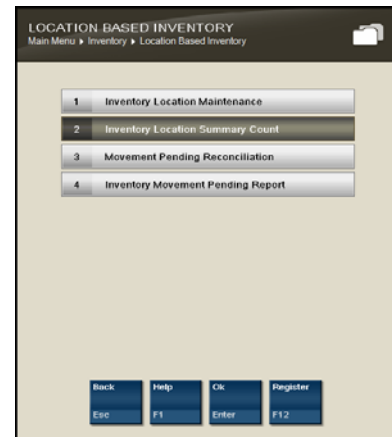 LOCATION BASED INVENTORY
Main Menu ▸ Inventory ▸ Location Based Inventory
1 Inventory Location Maintenance
2 Inventory Location Summary Count
3 Movement Pending Reconciliation
4 Inventory Movement Pending Report
Back Help Ok Register
Esc F1 Enter F12